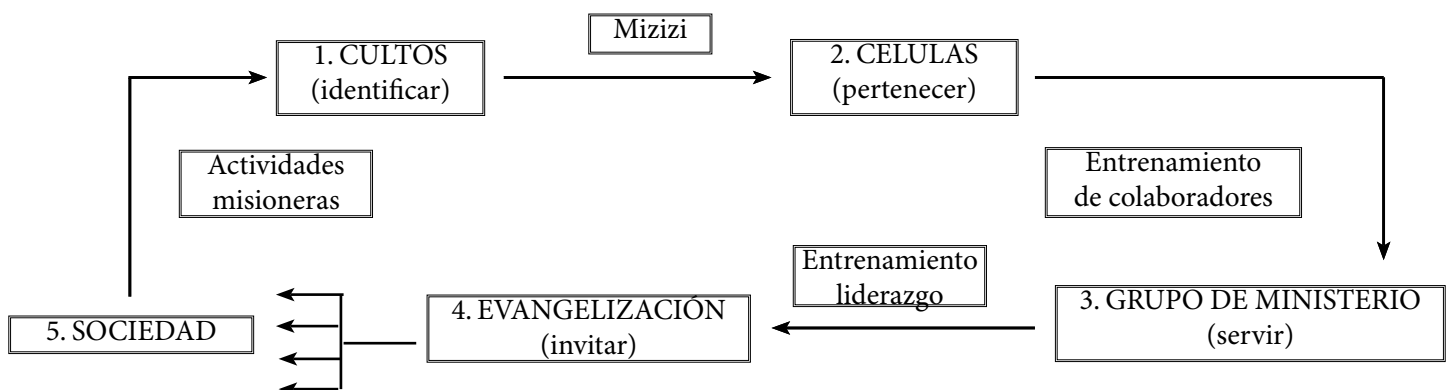 Mizizi
1. CULTOS
(identificar)
2. CELULAS
(pertenecer)
Actividades
misioneras
Entrenamiento
de colaboradores
Entrenamiento
liderazgo
3. GRUPO DE MINISTERIO
(servir)
4. EVANGELIZACIÓN
(invitar)
5. SOCIEDAD